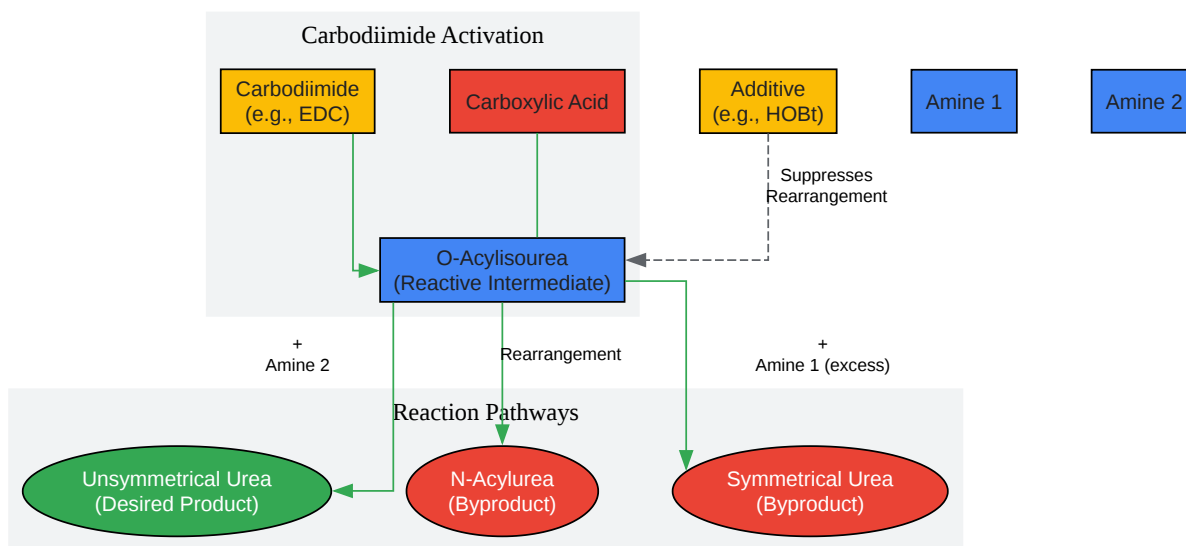 Carbodiimide Activation
Carbodiimide
(e.g., EDC)
Carboxylic Acid
Additive
(e.g., HOBt)
Amine 1
Amine 2
Suppresses
Rearrangement
O-Acylisourea
(Reactive Intermediate)
+
Amine 2
Rearrangement
+
Amine 1 (excess)
Reaction Pathways
Unsymmetrical Urea
(Desired Product)
N-Acylurea
(Byproduct)
Symmetrical Urea
(Byproduct)